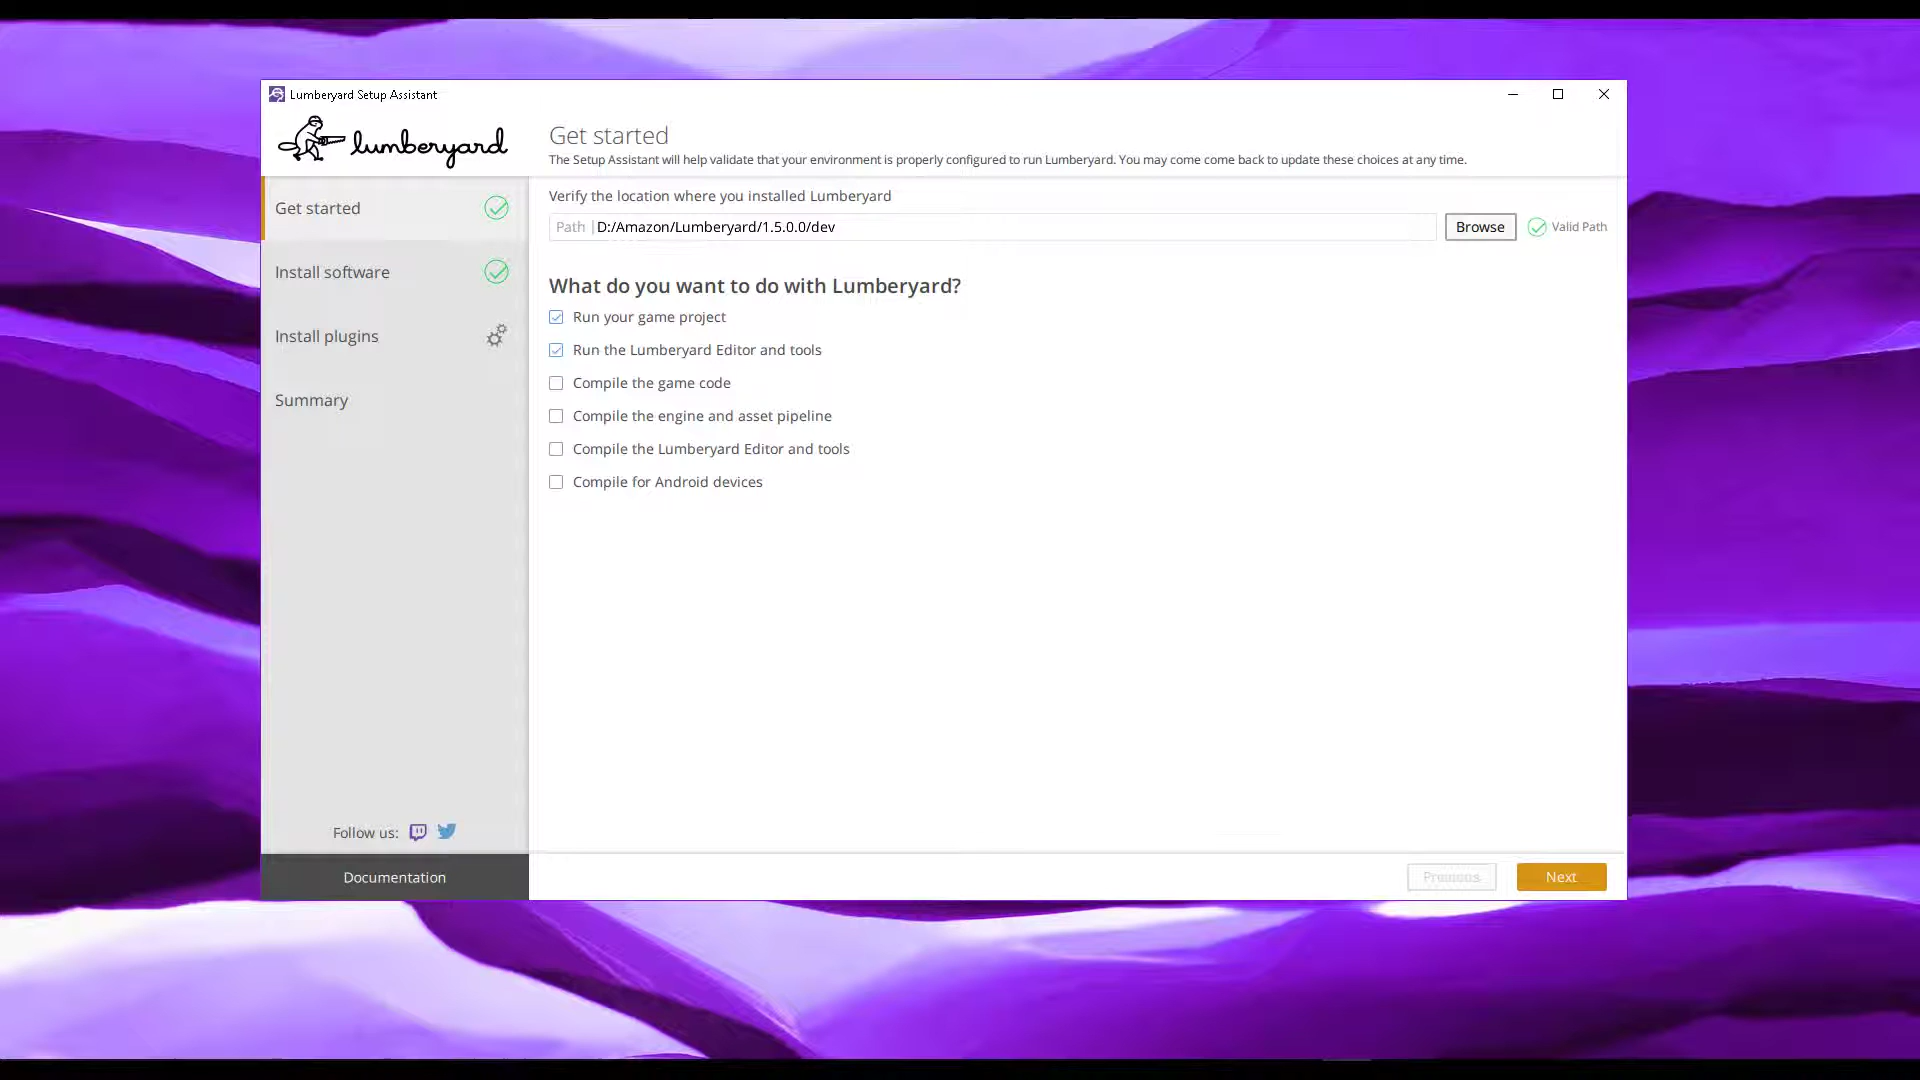 Lumberyard Setup Assistant
lumberyard
Get started
The Setup Assistant will help validate that your environment is properly configured to run Lumberyard. You may come come back to update these choices at any time.
Get started
Install software
Install plugins
Summary
Verify the location where you installed Lumberyard
Path D:/Amazon/Lumberyard/1.5.0.0/dev
Browse
Valid Path
What do you want to do with Lumberyard?
Run your game project
Run the Lumberyard Editor and tools
Compile the game code
Compile the engine and asset pipeline
Compile the Lumberyard Editor and tools
Compile for Android devices
Follow us:
Documentation
Previous
Next